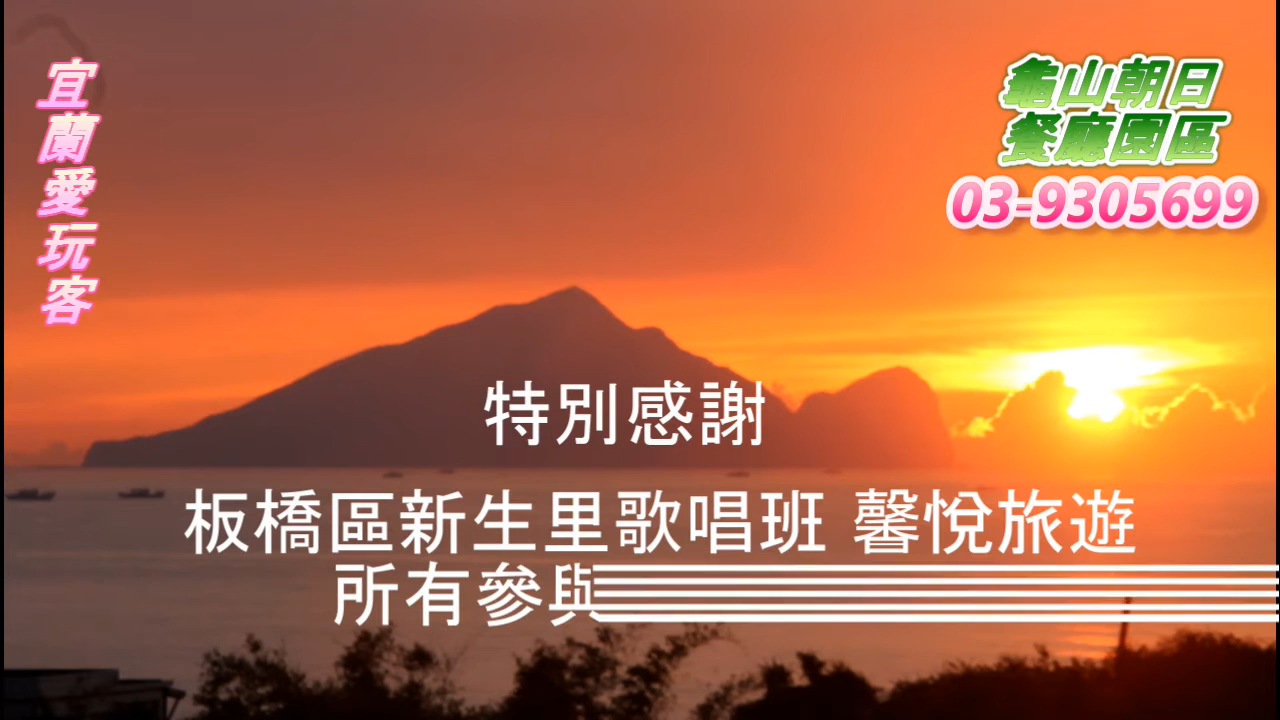 宜蘭愛玩客
龜山朝日
餐廳園區
03-9305699
特別感謝
板橋區新生里歌唱班 馨悅旅遊
所有參與